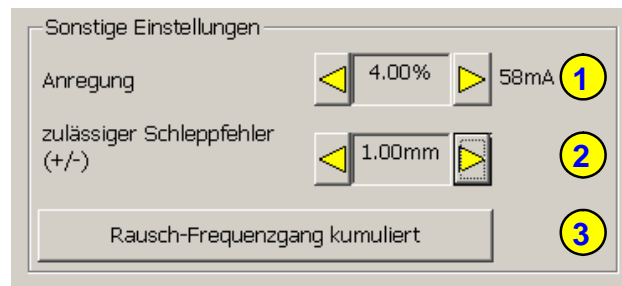 Sonstige Einstellungen
Anregung 4.00% 58mA 1
zulässiger Schleppfehler
(+/-) 1.00mm 2
Rausch-Frequenzgang kumuliert 3